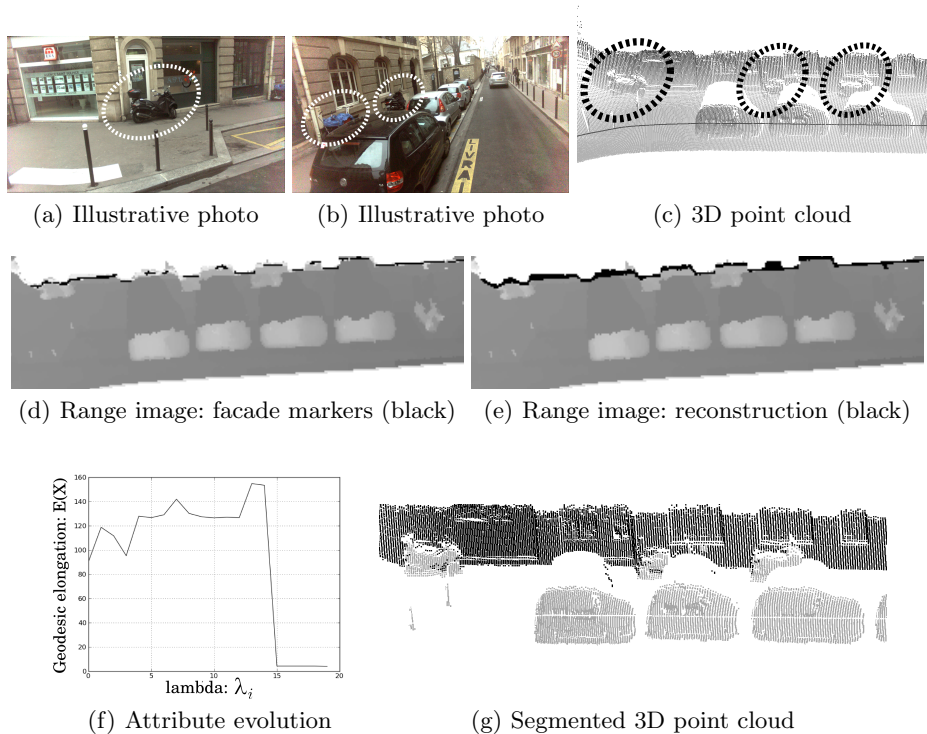 LIVRAI
(a) Illustrative photo
(b) Illustrative photo
(c) 3D point cloud
(d) Range image: facade markers (black)
(e) Range image: reconstruction (black)
Geodesic elongation: E(X)
160
140
120
100
80
60
40
20
0
0 5 10 15 20
lambda: λᵢ
(f) Attribute evolution
(g) Segmented 3D point cloud